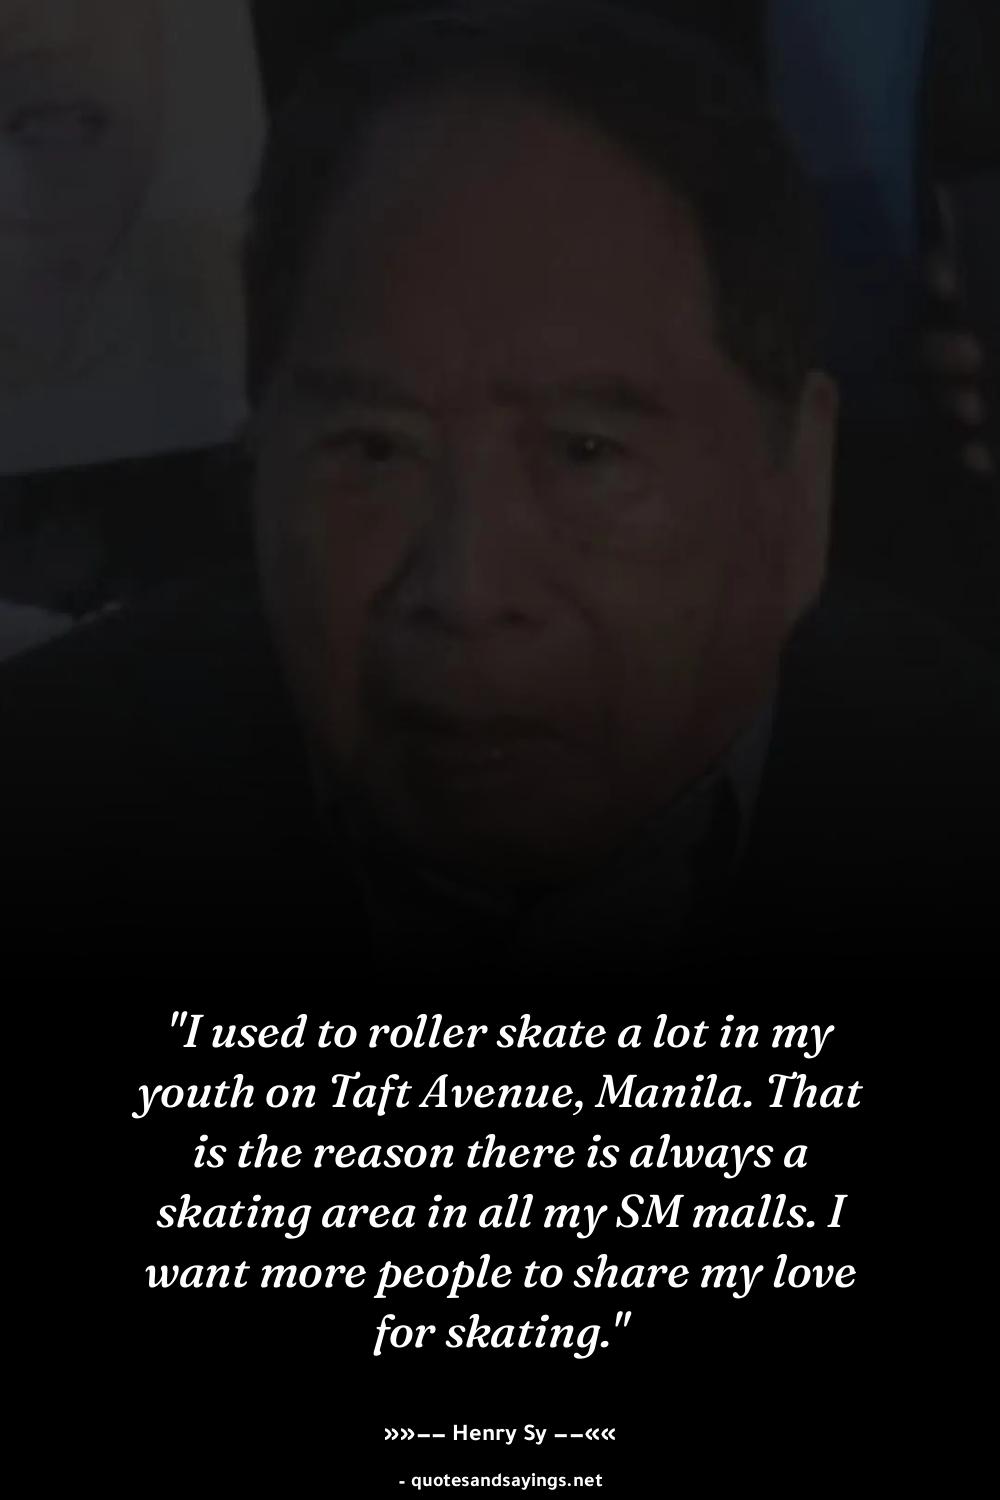 "I used to roller skate a lot in my
youth on Taft Avenue, Manila. That
is the reason there is always a
skating area in all my SM malls. I
want more people to share my love
for skating."
»»−− Henry Sy −−««
- quotesandsayings.net